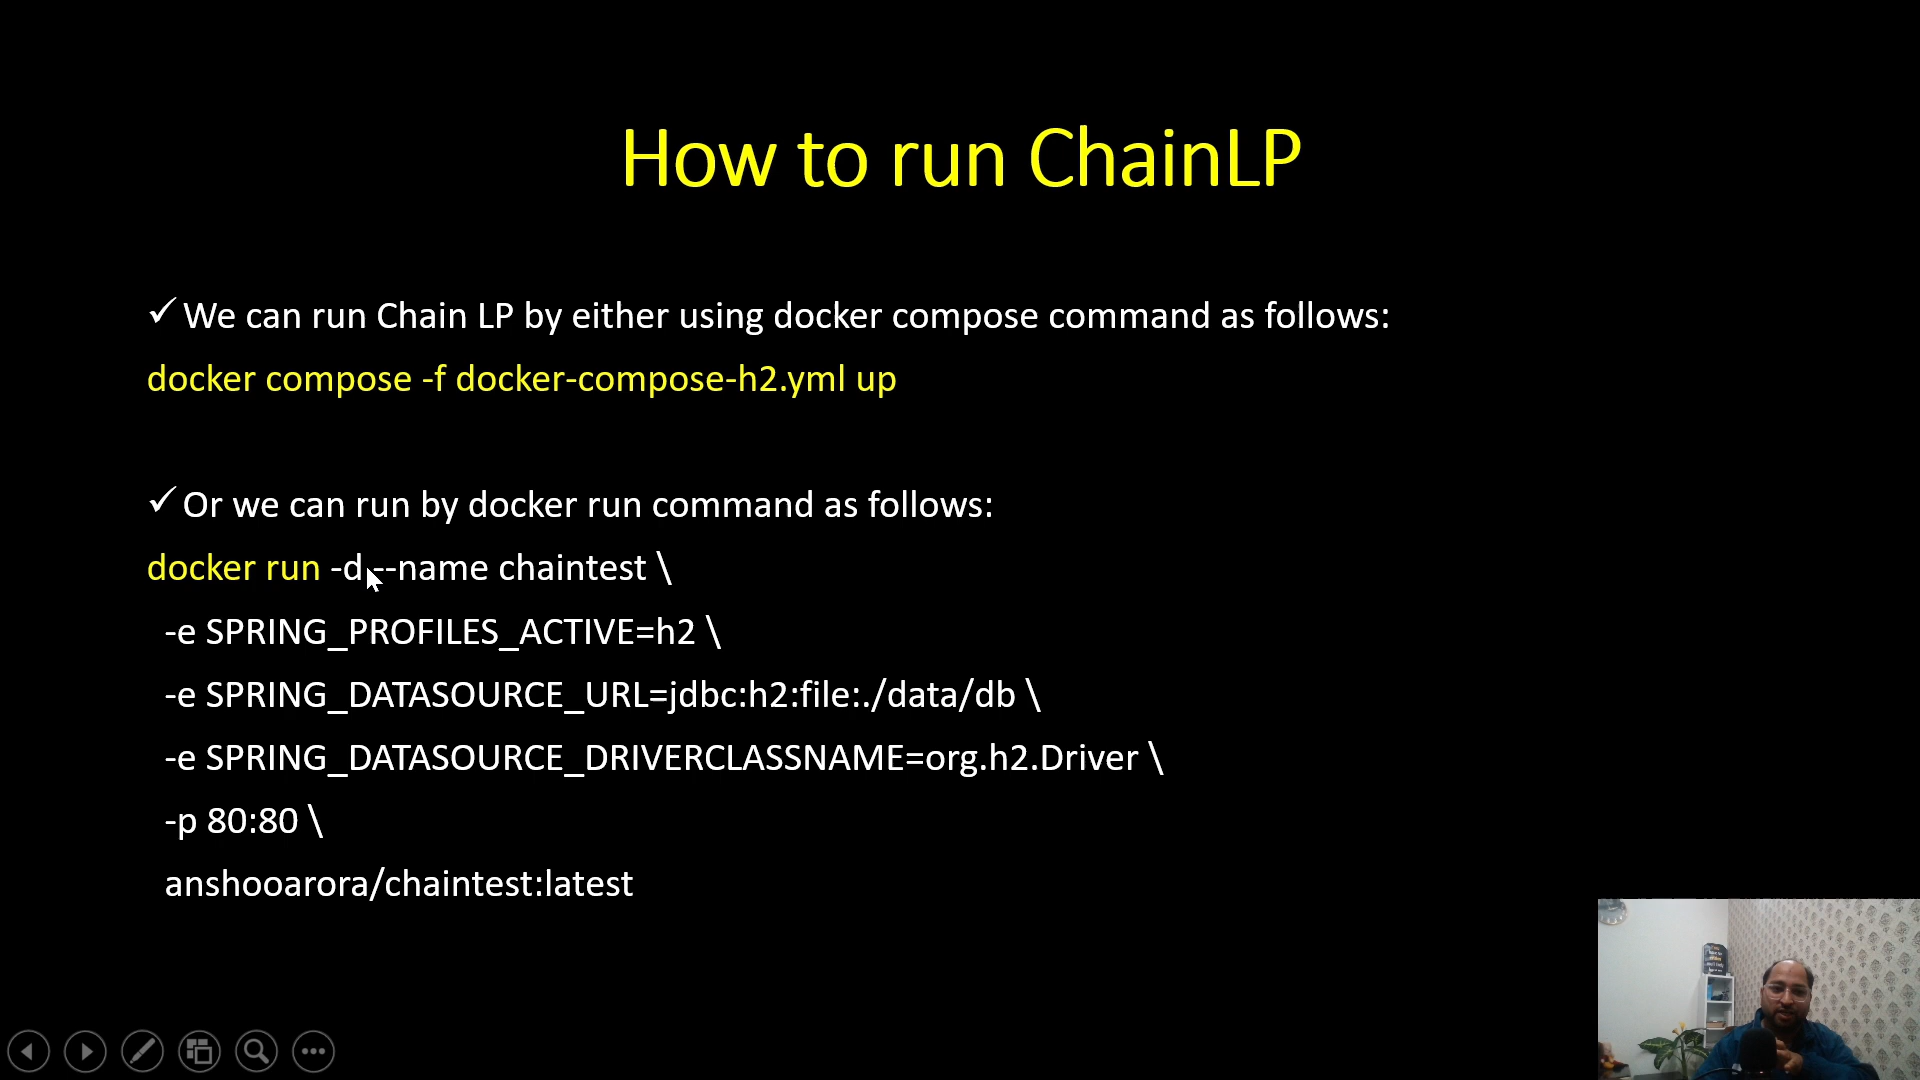 How to run ChainLP
✓ We can run Chain LP by either using docker compose command as follows:
docker compose -f docker-compose-h2.yml up
✓ Or we can run by docker run command as follows:
docker run -d --name chaintest \
-e SPRING_PROFILES_ACTIVE=h2 \
-e SPRING_DATASOURCE_URL=jdbc:h2:file:./data/db \
-e SPRING_DATASOURCE_DRIVERCLASSNAME=org.h2.Driver \
-p 80:80 \
anshooarora/chaintest:latest